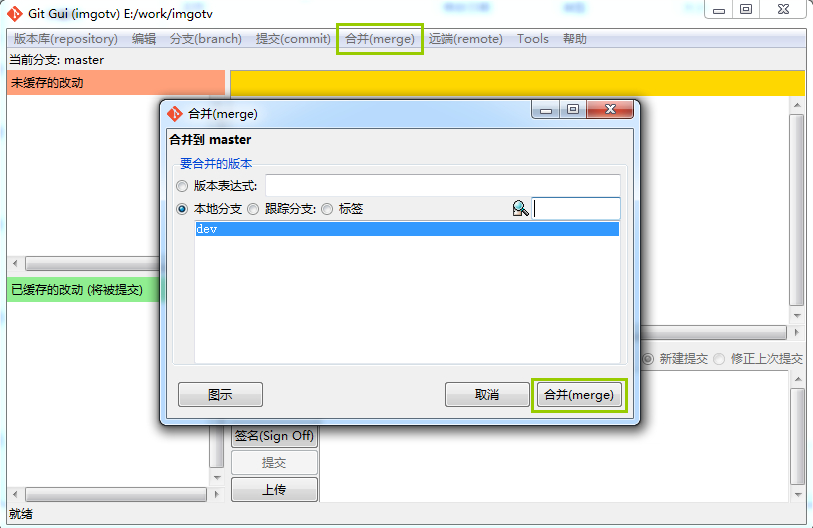 Git Gui (imgotv) E:/work/imgotv
版本库(repository) 编辑 分支(branch) 提交(commit) 合并(merge) 远端(remote) Tools 帮助
当前分支: master
未缓存的改动
合并(merge)
合并到 master
要合并的版本
版本表达式:
本地分支 跟踪分支: 标签
dev
图示 取消 合并(merge)
已缓存的改动 (将被提交)
新建提交 修正上次提交
签名(Sign Off)
提交
上传
就绪